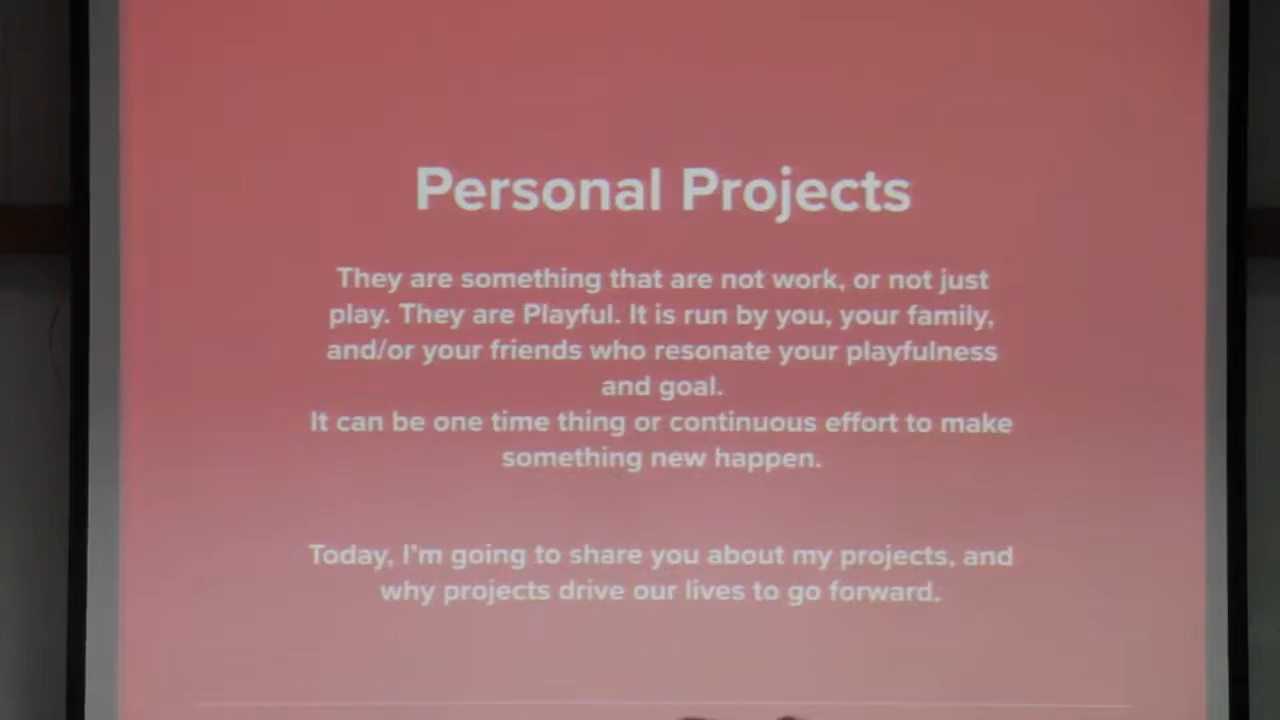 Personal Projects
They are something that are not work, or not just
play. They are Playful. It is run by you, your family,
and/or your friends who resonate your playfulness
and goal.
It can be one time thing or continuous effort to make
something new happen.
Today, I'm going to share you about my projects, and
why projects drive our lives to go forward.